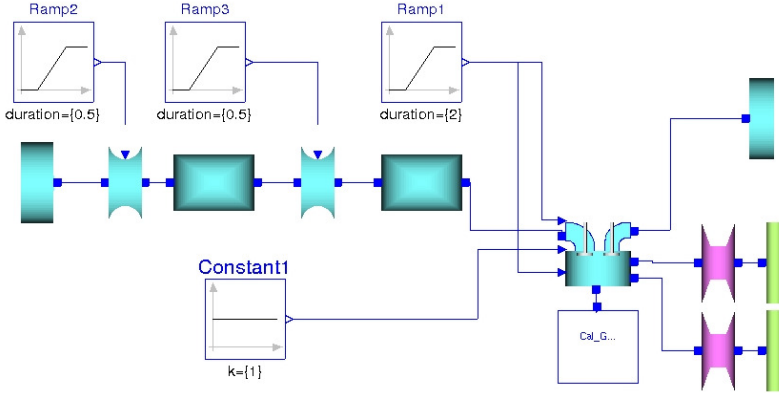 Ramp2
Ramp3
Ramp1
duration={0.5}
duration={0.5}
duration={2}
Constant1
k={1}
Cal_G...